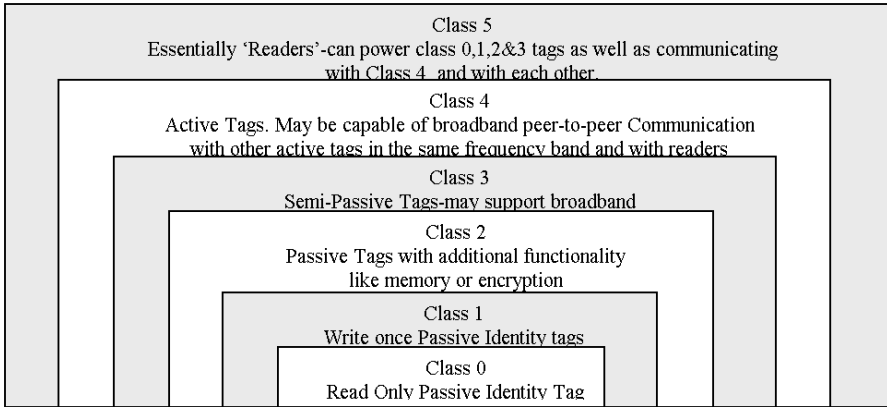 Class 5
Essentially ‘Readers’-can power class 0,1,2&3 tags as well as communicating
with Class 4  and with each other.
Class 4
Active Tags. May be capable of broadband peer-to-peer Communication
with other active tags in the same frequency band and with readers
Class 3
Semi-Passive Tags-may support broadband
Class 2
Passive Tags with additional functionality
like memory or encryption
Class 1
Write once Passive Identity tags
Class 0
Read Only Passive Identity Tag